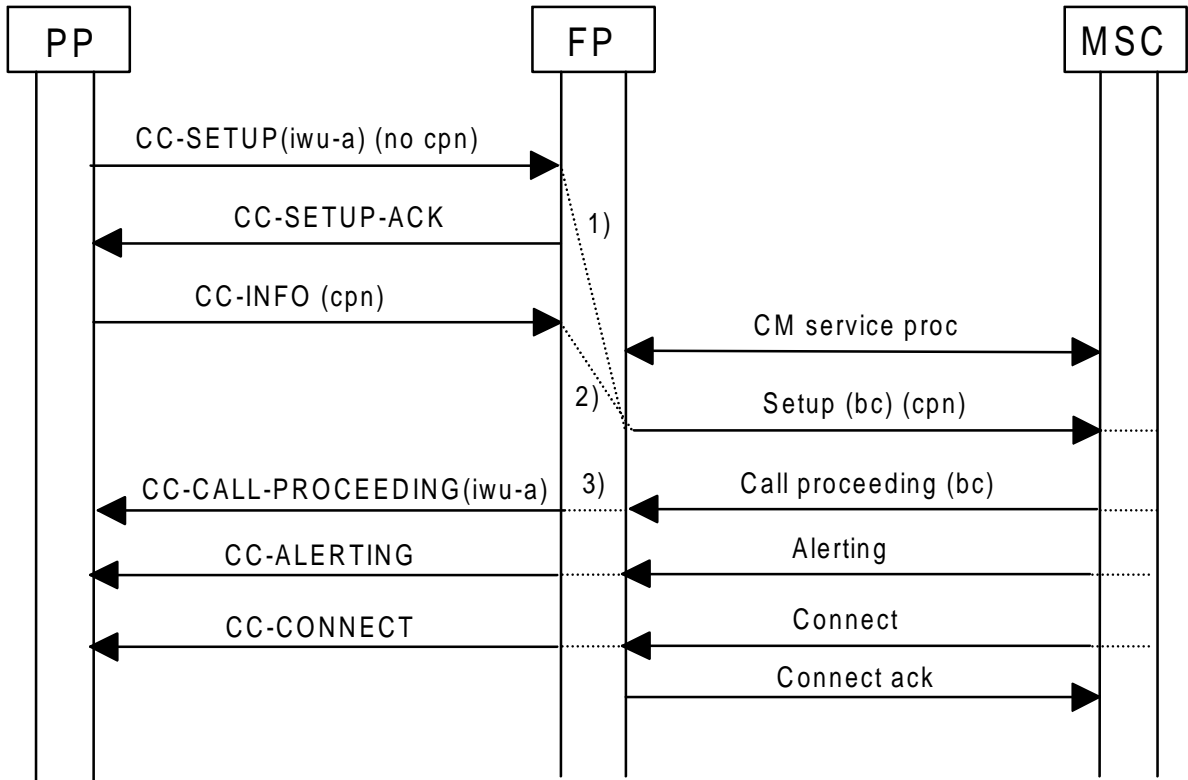 PP
FP
MSC
CC-SETUP(iwu-a) (no cpn)
CC-SETUP-ACK
1)
CC-INFO (cpn)
CM service proc
2)
Setup (bc) (cpn)
CC-CALL-PROCEEDING(iwu-a)
3)
Call proceeding (bc)
CC-ALERTING
Alerting
CC-CONNECT
Connect
Connect ack